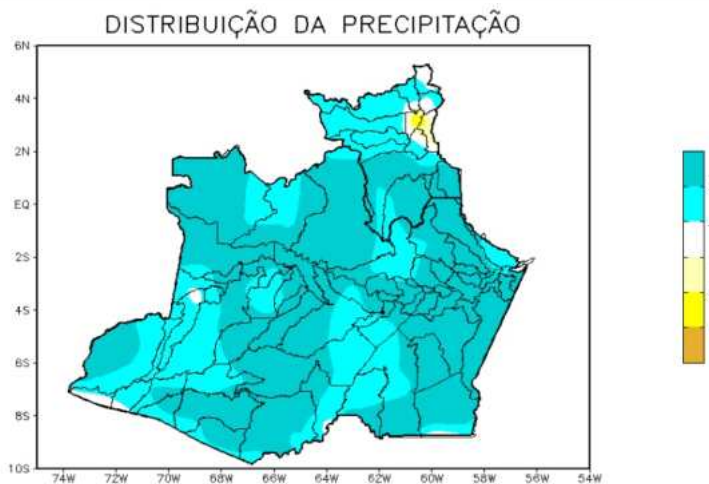 DISTRIBUIÇÃO DA PRECIPITAÇÃO
6N
4N
2N
EQ
2S
4S
6S
8S
10S
74W 72W 70W 68W 66W 64W 62W 60W 58W 56W 54W